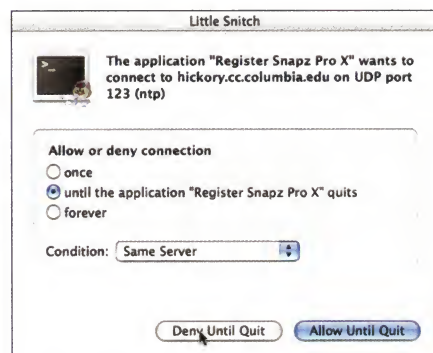 Little Snitch
The application "Register Snapz Pro X" wants to
connect to hickory.cc.columbia.edu on UDP port
123 (ntp)
Allow or deny connection
once
until the application "Register Snapz Pro X" quits
forever
Condition: Same Server
Deny Until Quit Allow Until Quit